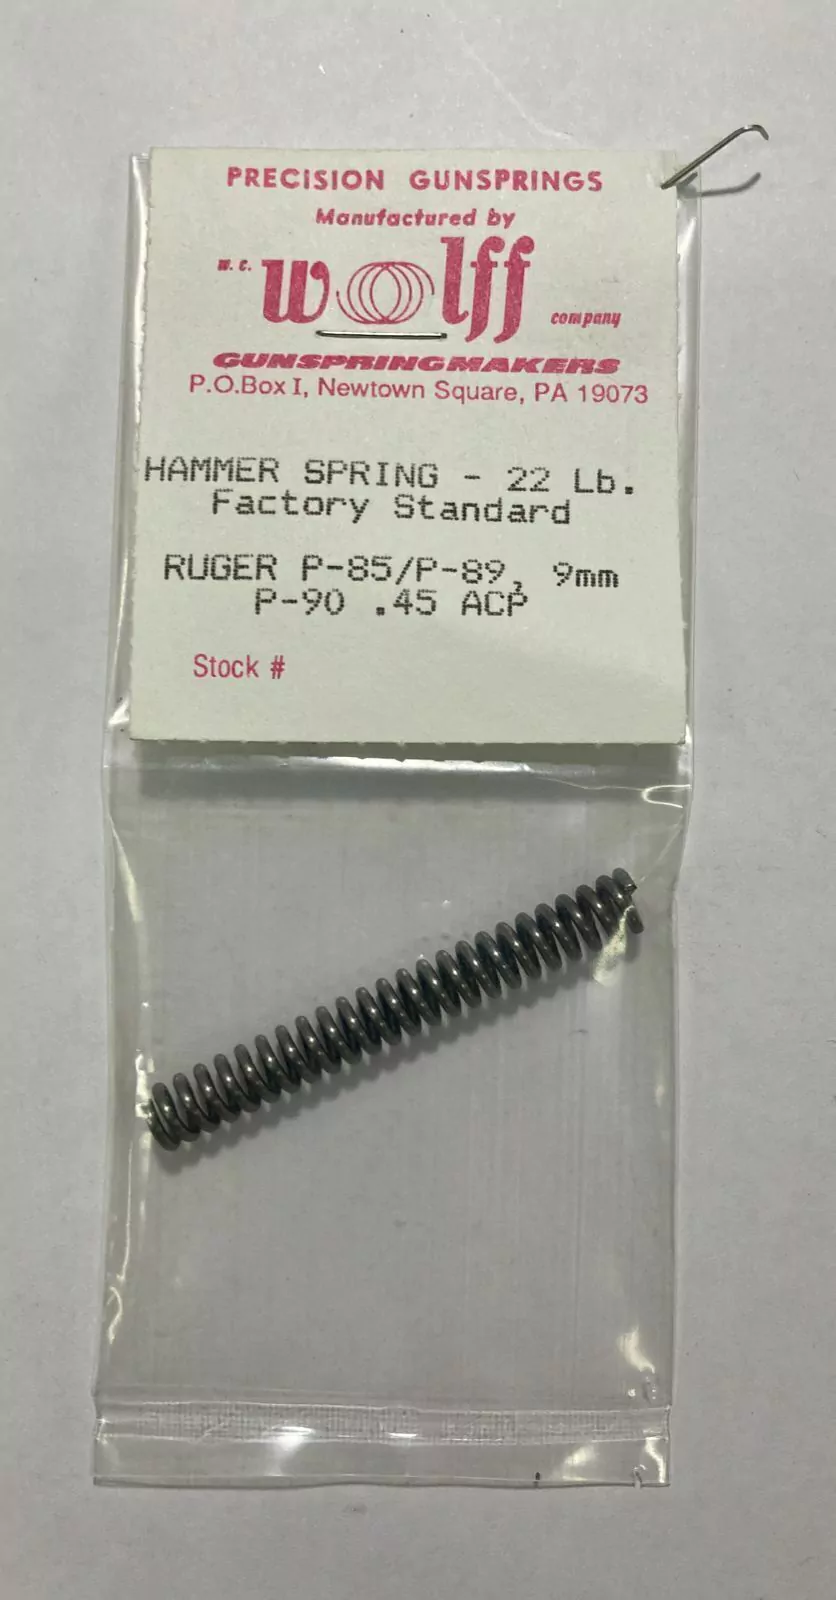 PRECISION GUNSPRINGS
Manufactured by
W. C. Wolff company
GUNSPRINGMAKERS
P.O.Box I, Newtown Square, PA 19073
HAMMER SPRING - 22 Lb.
Factory Standard
RUGER P-85/P-89, 9mm
P-90 .45 ACP
Stock #